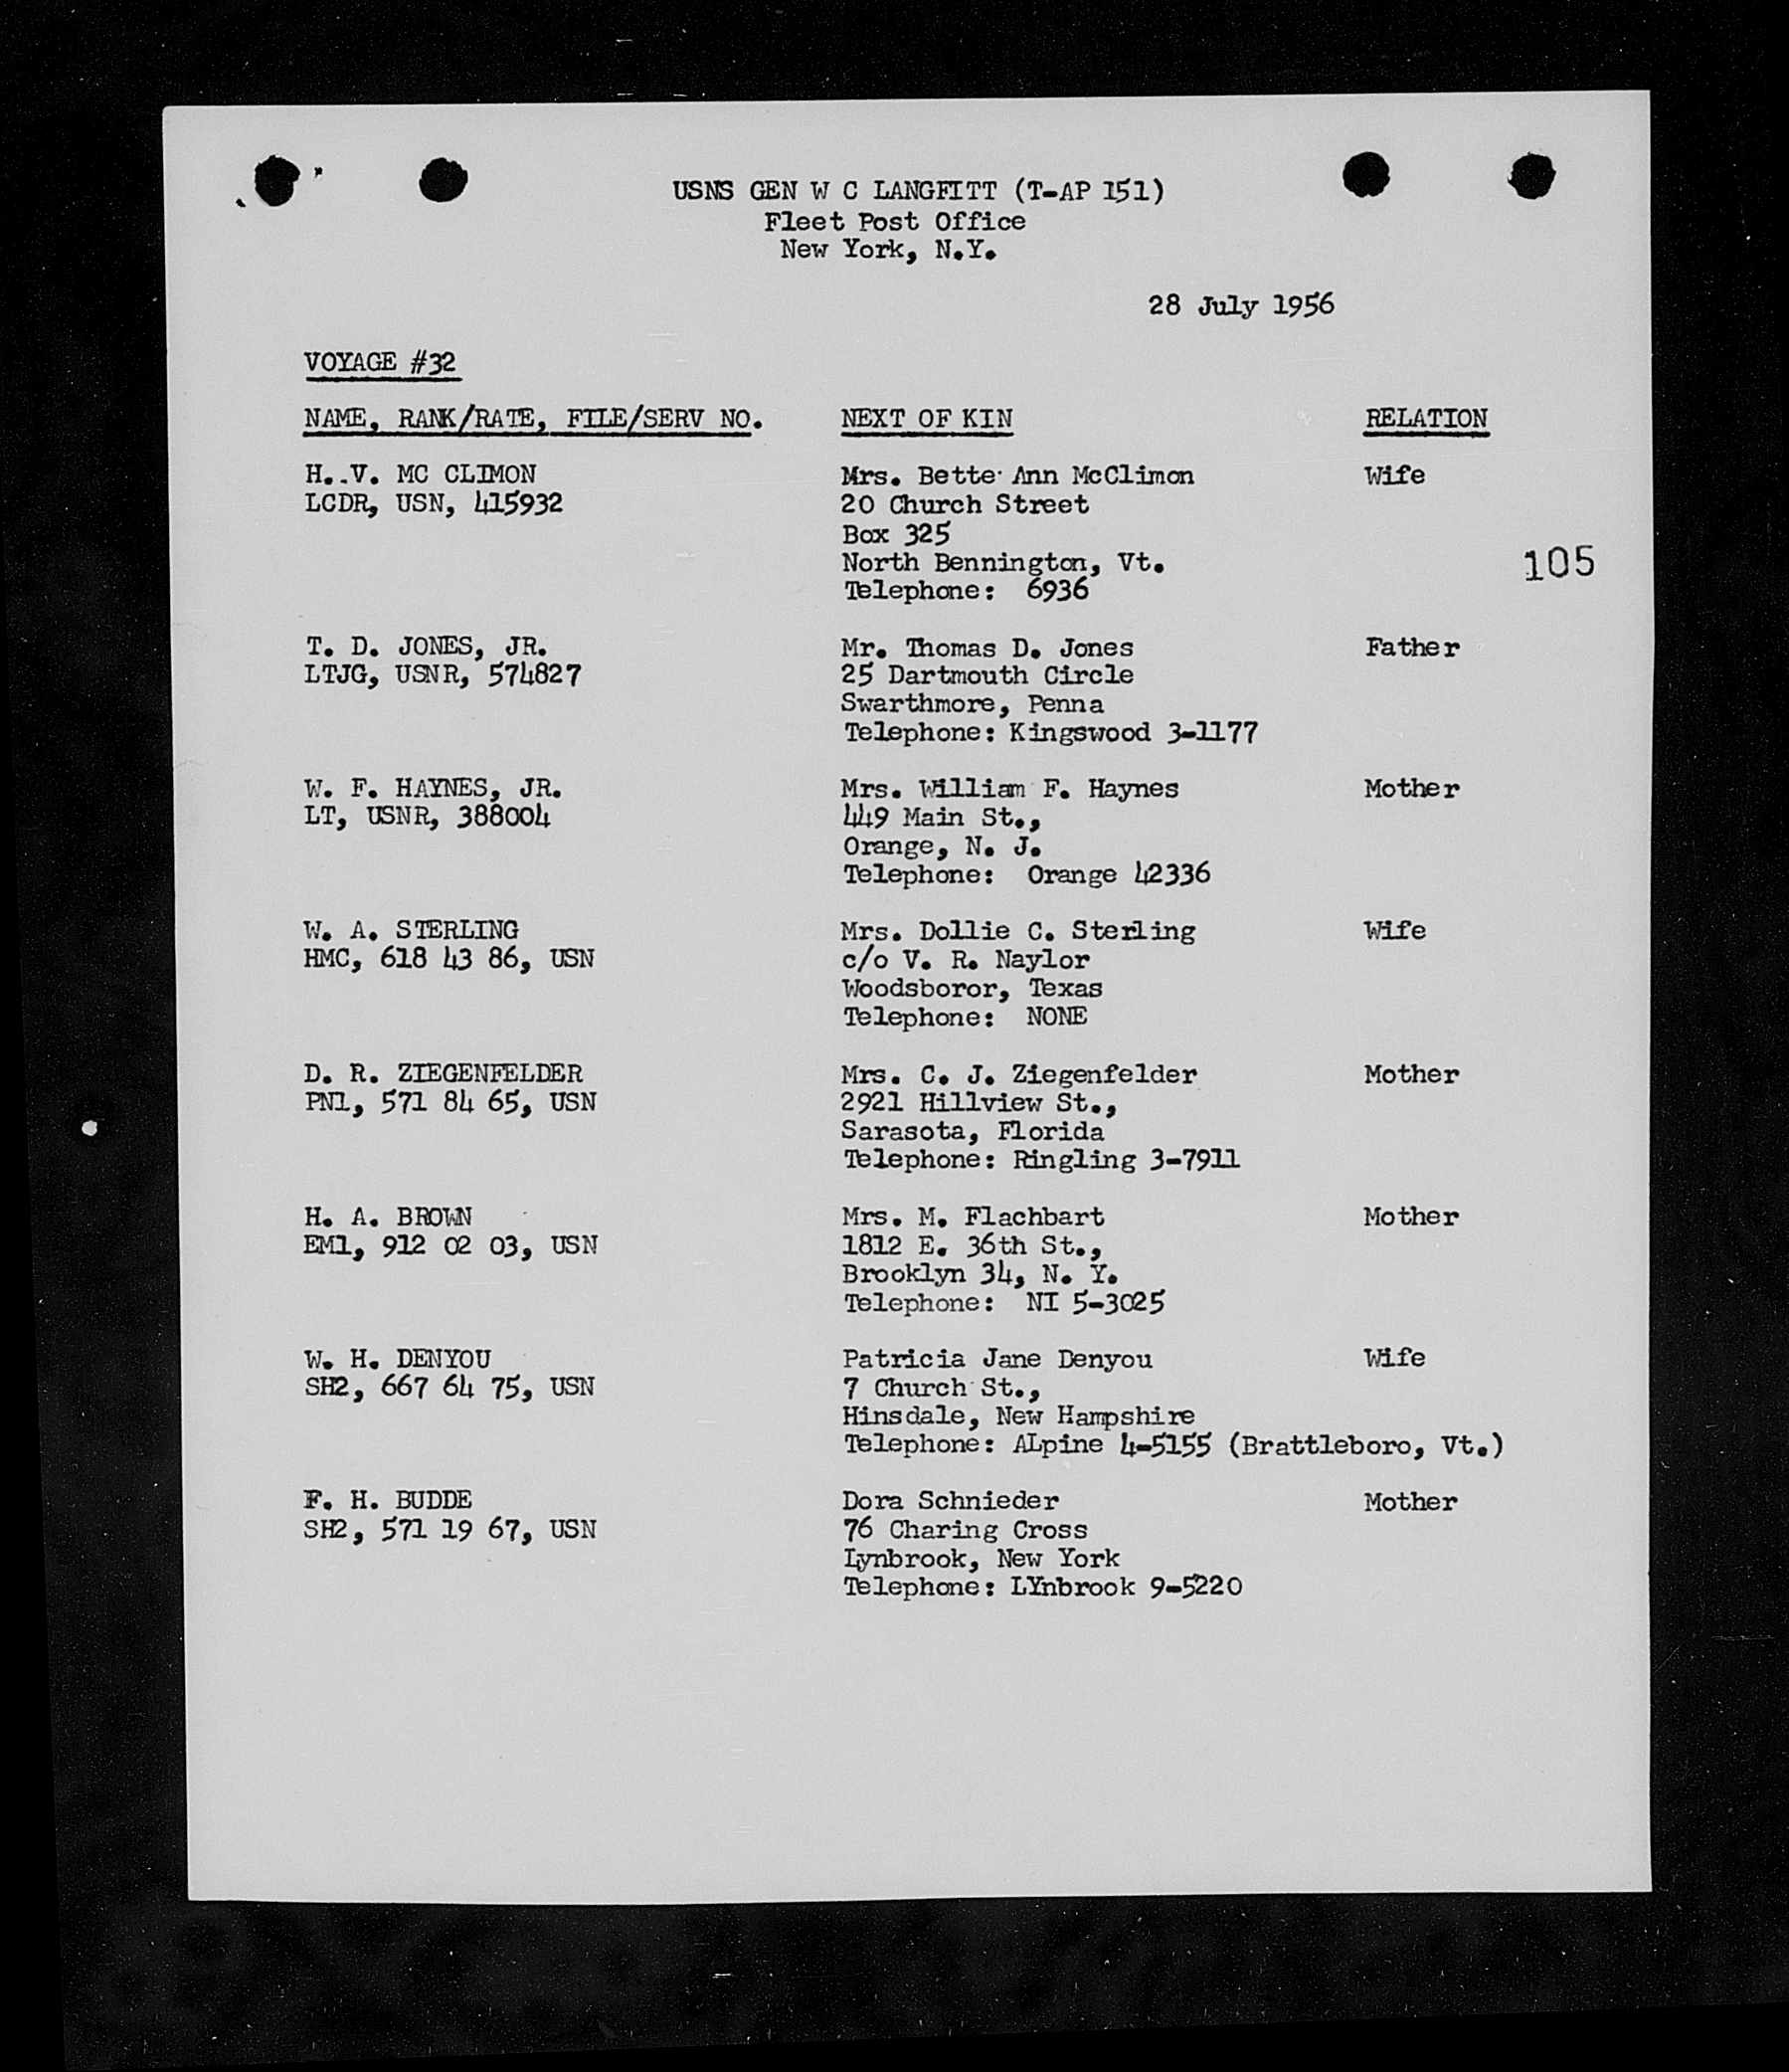 USNS GEN W C LANGFITT (T-AP 151)
Fleet Post Office
New York, N.Y.
28 July 1956
VOYAGE #32
NAME, RANK/RATE, FILE/SERV NO. NEXT OF KIN RELATION
H..V. MC CLIMON Mrs. Bette Ann McClimon Wife
LCDR, USN, 415932 20 Church Street
Box 325
North Bennington, Vt.
105
Telephone: 6936
T. D. JONES, JR. Mr. Thomas D. Jones Father
LTJG, USNR, 574827 25 Dartmouth Circle
Swarthmore, Penna
Telephone: Kingswood 3-1177
W. F. HAYNES, JR. Mrs. William F. Haynes Mother
LT, USNR, 388004 449 Main St.,
Orange, N. J.
Telephone: Orange 42336
W. A. STERLING Mrs. Dollie C. Sterling Wife
HMC, 618 43 86, USN c/o V. R. Naylor
Woodsboror, Texas
Telephone: NONE
D. R. ZIEGENFELDER Mrs. C. J. Ziegenfelder Mother
PN1, 571 84 65, USN 2921 Hillview St.,
Sarasota, Florida
Telephone: Ringling 3-7911
H. A. BROWN Mrs. M. Flachbart Mother
EM1, 912 02 03, USN 1812 E. 36th St.,
Brooklyn 34, N. Y.
Telephone: NI 5-3025
W. H. DENYOU Patricia Jane Denyou Wife
SH2, 667 64 75, USN 7 Church St.,
Hinsdale, New Hampshire
Telephone: ALpine 4-5155 (Brattleboro, Vt.)
F. H. BUDDE Dora Schnieder Mother
SH2, 571 19 67, USN 76 Charing Cross
Lynbrook, New York
Telephone: LYnbrook 9-5220